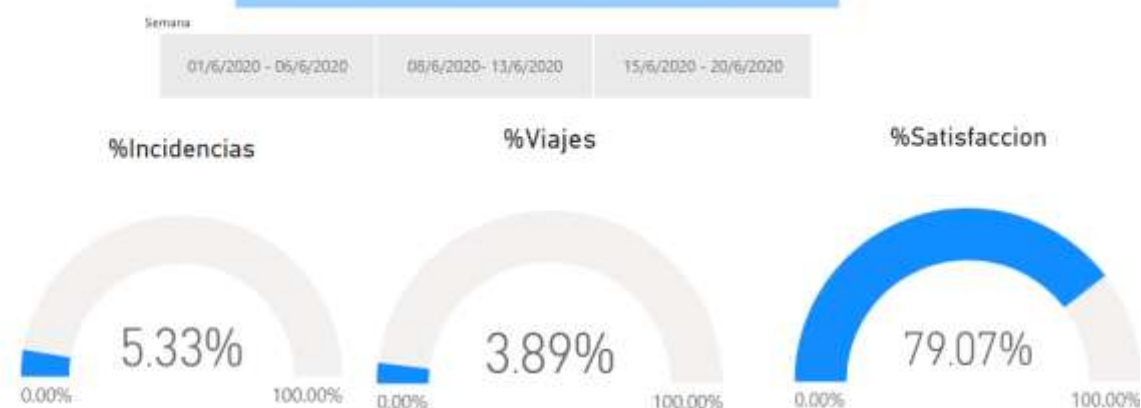 Semana
01/6/2020 - 06/6/2020 08/6/2020- 13/6/2020 15/6/2020 - 20/6/2020
%Incidencias %Viajes %Satisfaccion
5.33% 3.89% 79.07%
0.00% 100.00% 0.00% 100.00% 0.00% 100.00%